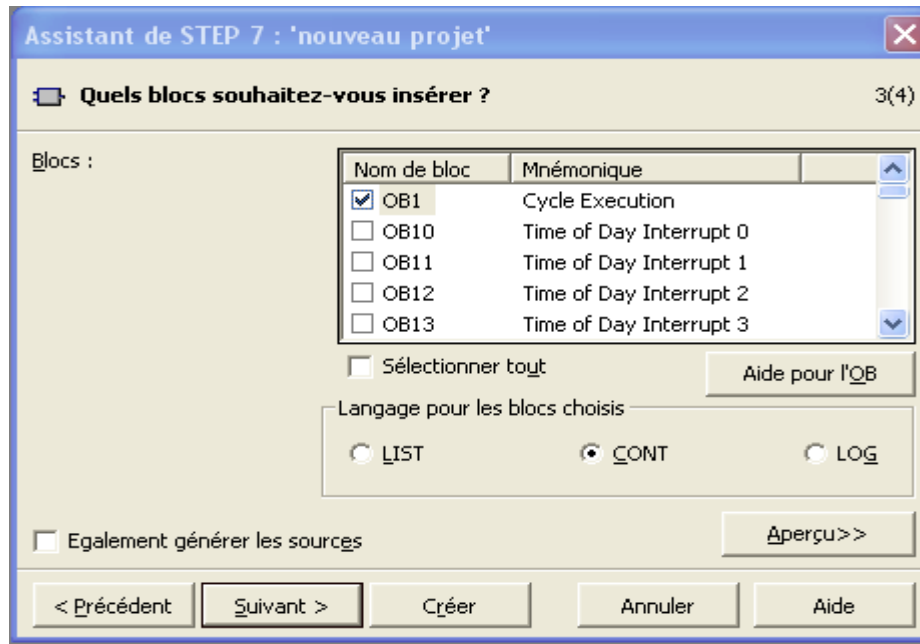 Assistant de STEP 7 : 'nouveau projet'
Quels blocs souhaitez-vous insérer ?
3(4)
Blocs :
Nom de bloc Mnémonique
OB1 Cycle Execution
OB10 Time of Day Interrupt 0
OB11 Time of Day Interrupt 1
OB12 Time of Day Interrupt 2
OB13 Time of Day Interrupt 3
Sélectionner tout
Aide pour l'OB
Langage pour les blocs choisis
LIST CONT LOG
Egalement générer les sources
Aperçu>>
< Précédent Suivant > Créer Annuler Aide